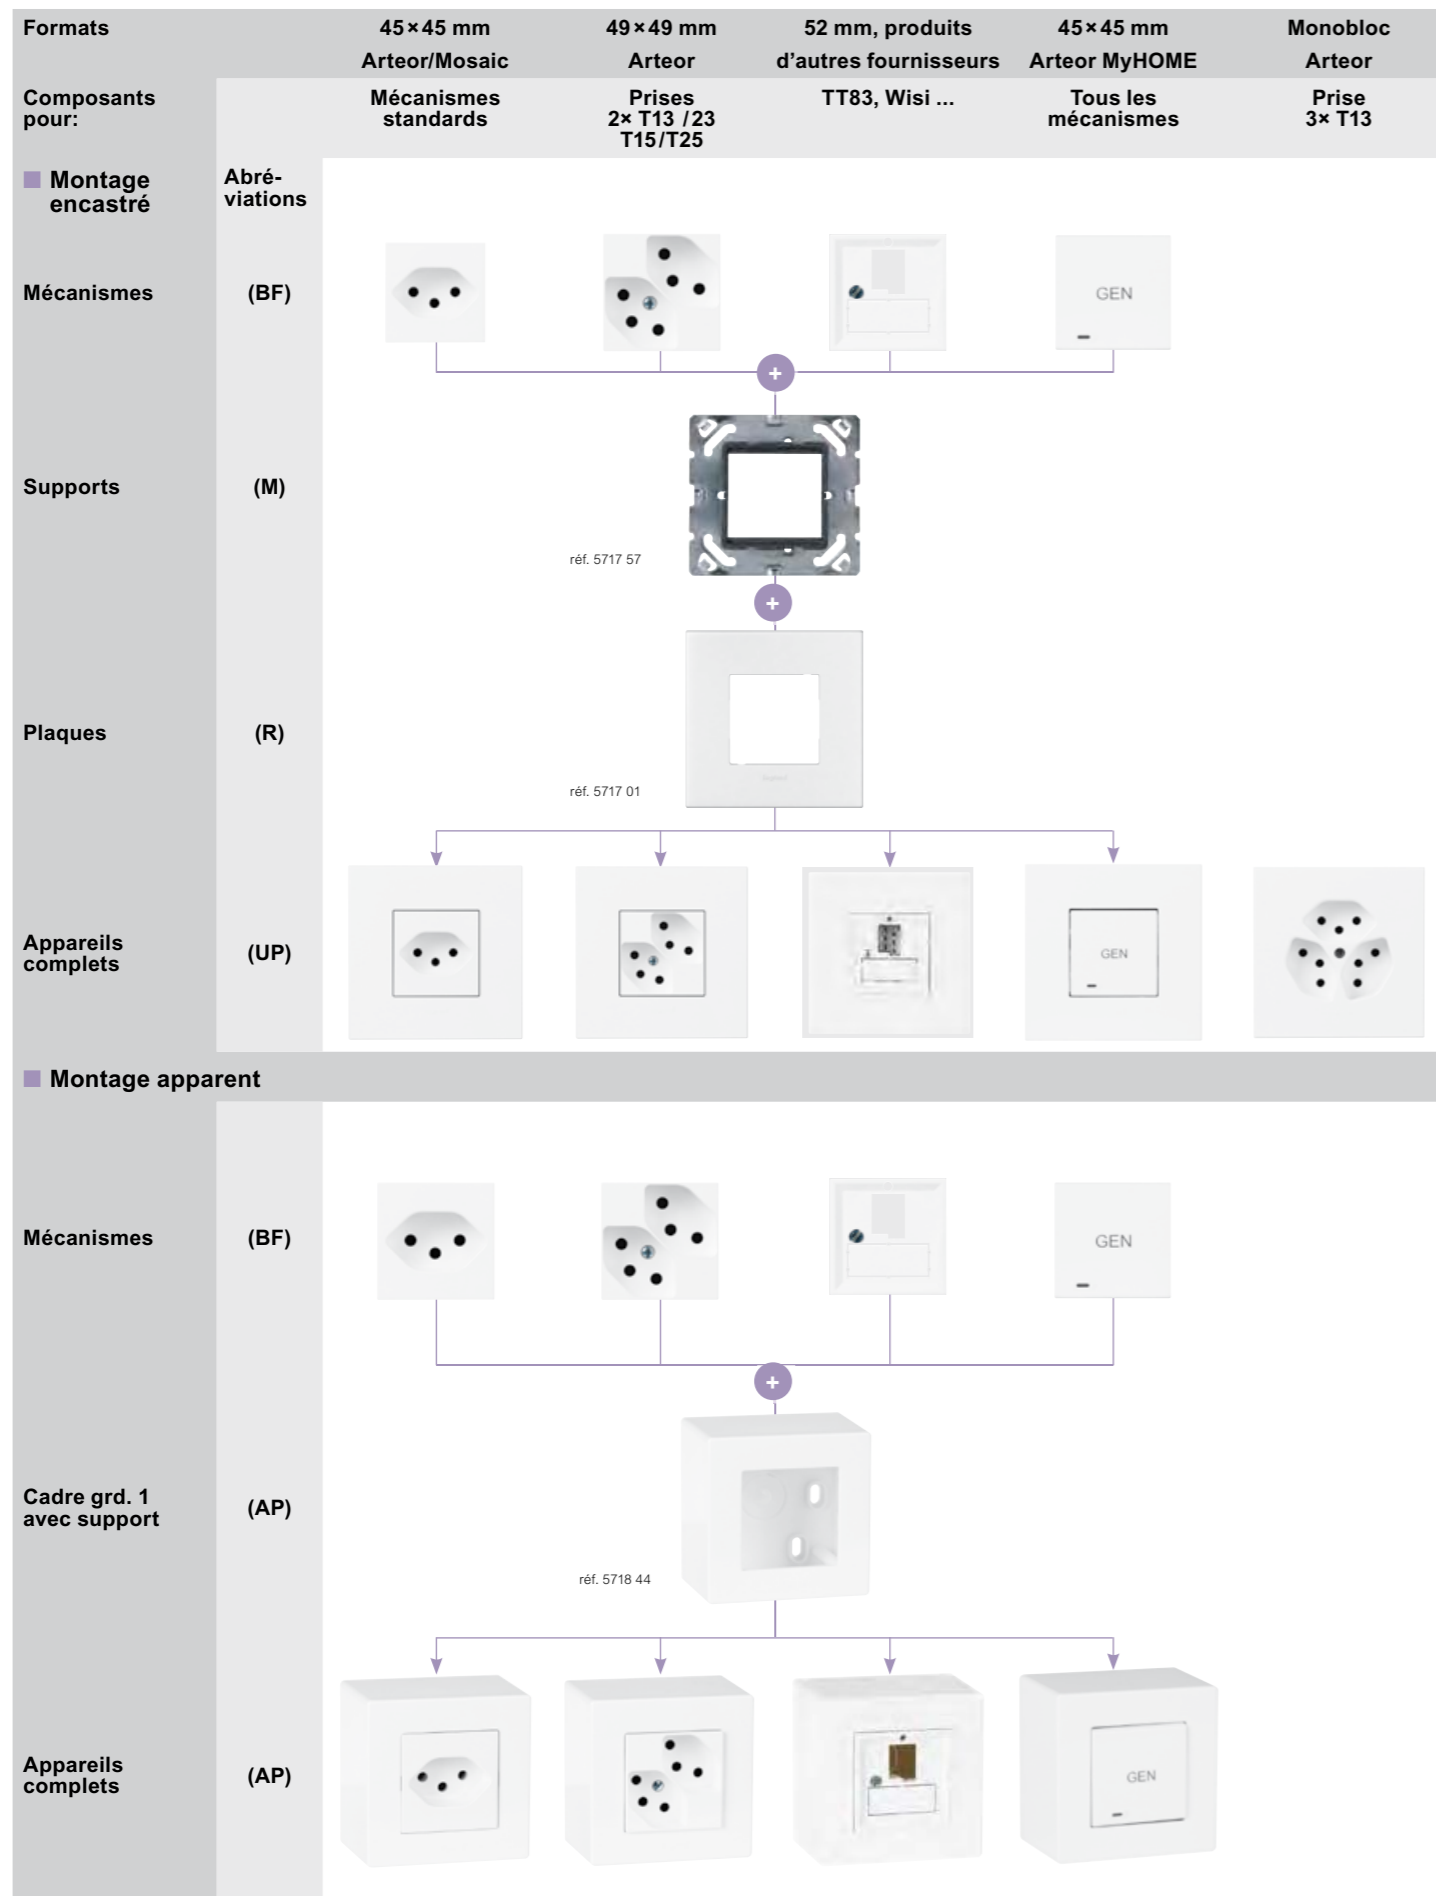 Formats
45×45 mm
49×49 mm
52 mm, produits
45×45 mm
Monobloc
Arteor/Mosaic
Arteor
d'autres fournisseurs
Arteor MyHOME
Arteor
Composants
pour:
Mécanismes
standards
Prises
2× T13 /23
T15/T25
TT83, Wisi ...
Tous les
mécanismes
Prise
3× T13
Montage
encastré
Abré-
viations
Mécanismes
(BF)
GEN
Supports
(M)
réf. 5717 57
Plaques
(R)
réf. 5717 01
Appareils
complets
(UP)
GEN
Montage apparent
Mécanismes
(BF)
GEN
Cadre grd. 1
avec support
(AP)
réf. 5718 44
Appareils
complets
(AP)
GEN